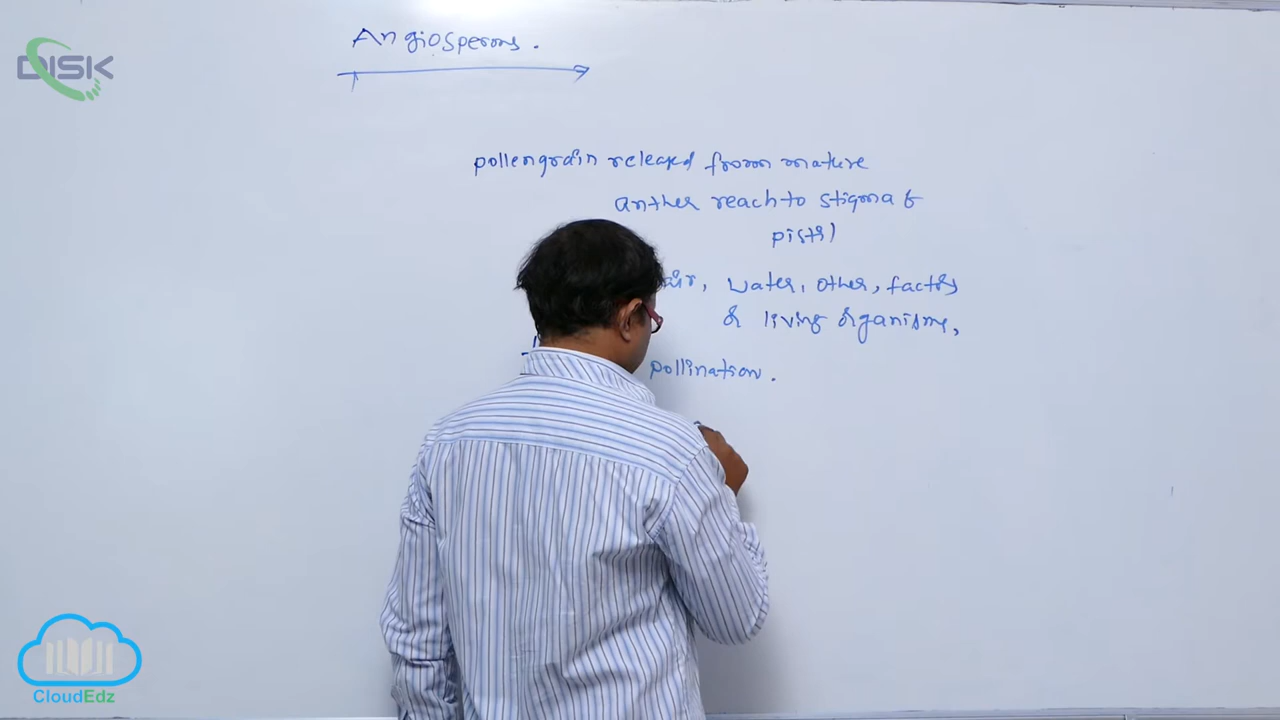 DISK
Angiosperms.
pollengrain released from mature
anther reach to stigma &
pistil
air, water, other, factors
& living organisms,
pollination.
CloudEdz